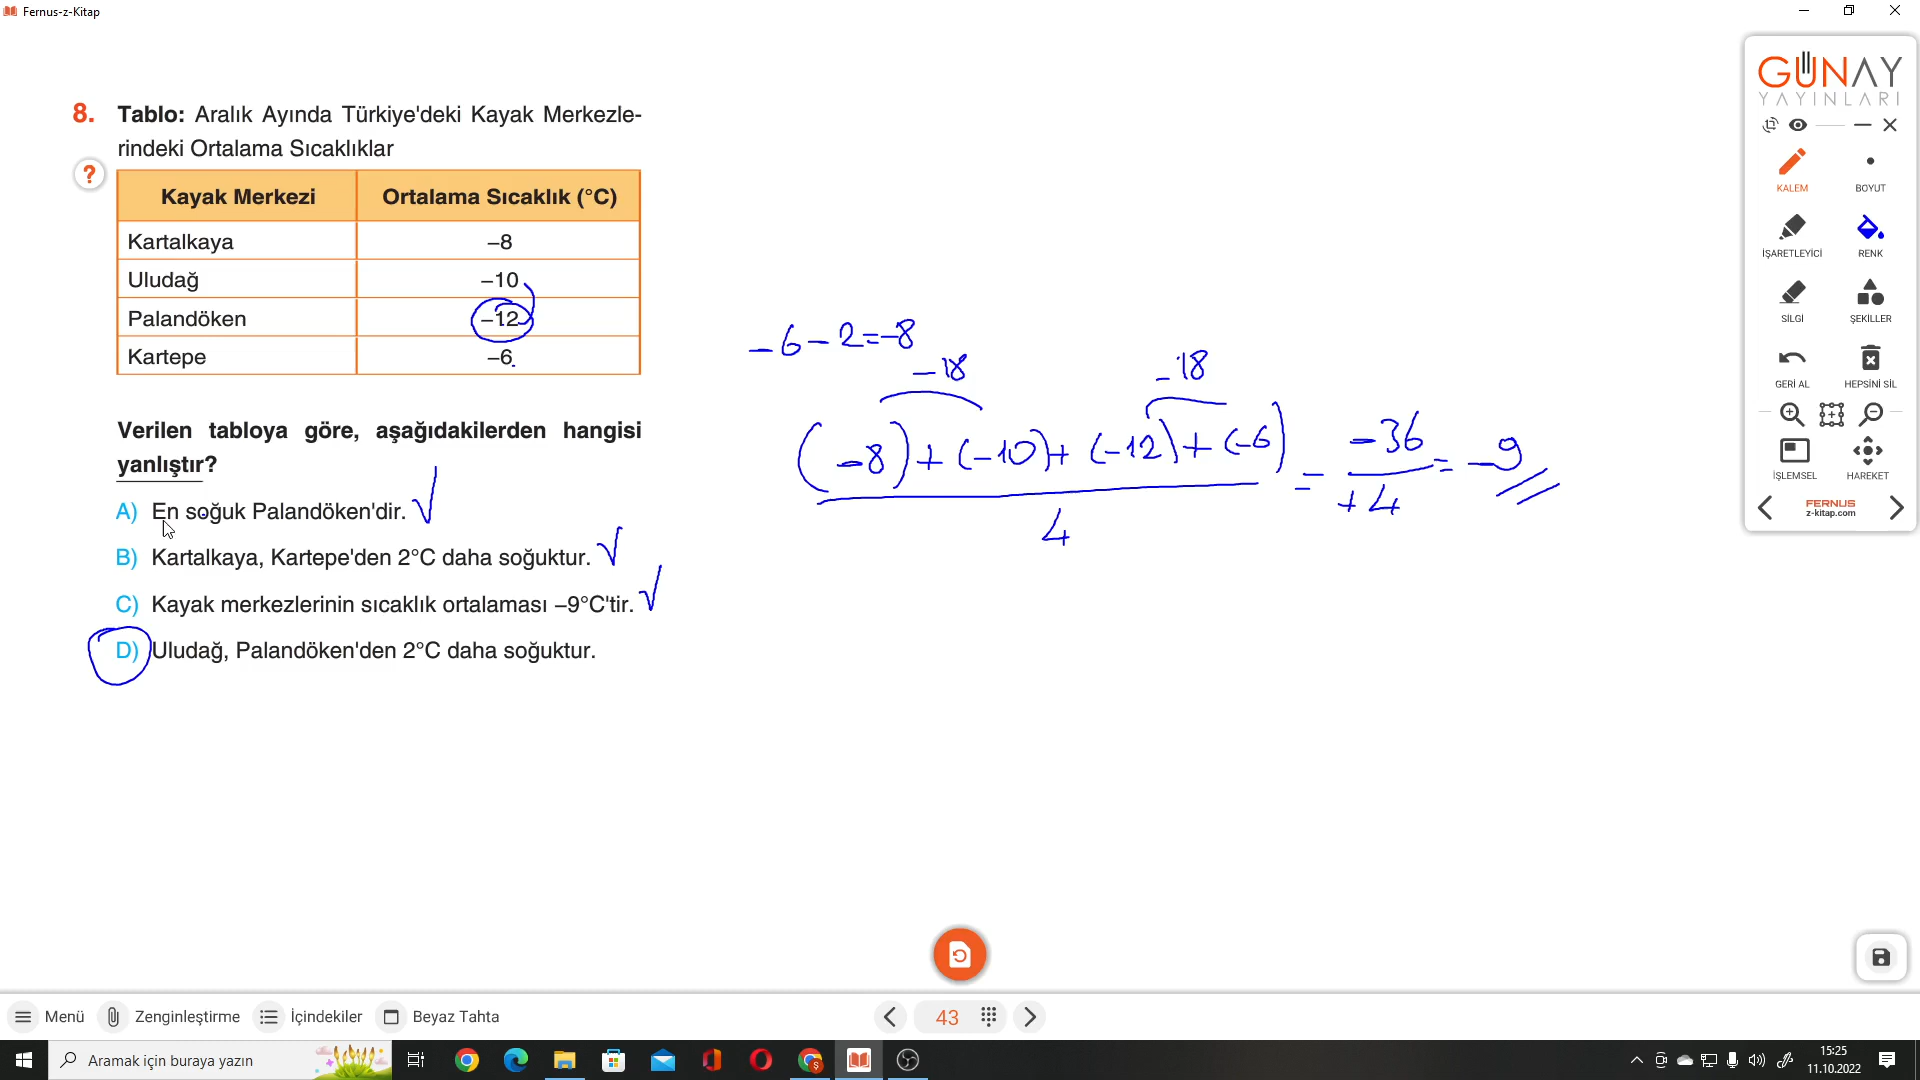 Fernus-z-Kitap
8. Tablo: Aralık Ayında Türkiye'deki Kayak Merkezle-
rindeki Ortalama Sıcaklıklar
?
Kayak Merkezi Ortalama Sıcaklık (°C)
Kartalkaya –8
Uludağ –10
Palandöken –12
Kartepe –6
Verilen tabloya göre, aşağıdakilerden hangisi
yanlıştır?
A) En soğuk Palandöken'dir.
B) Kartalkaya, Kartepe'den 2°C daha soğuktur.
C) Kayak merkezlerinin sıcaklık ortalaması –9°C'tir.
D) Uludağ, Palandöken'den 2°C daha soğuktur.
-6-2=-8
-18 -18
(-8)+(-10)+(-12)+(-6) = -36 = -9
4 +4
GÜNAY
YAYINLARI
KALEM BOYUT
İŞARETLEYİCİ RENK
SİLGİ ŞEKİLLER
GERİ AL HEPSİNİ SİL
İŞLEMSEL HAREKET
FERNUS
z-kitap.com
Menü Zenginleştirme İçindekiler Beyaz Tahta 43
Aramak için buraya yazın
15:25
11.10.2022